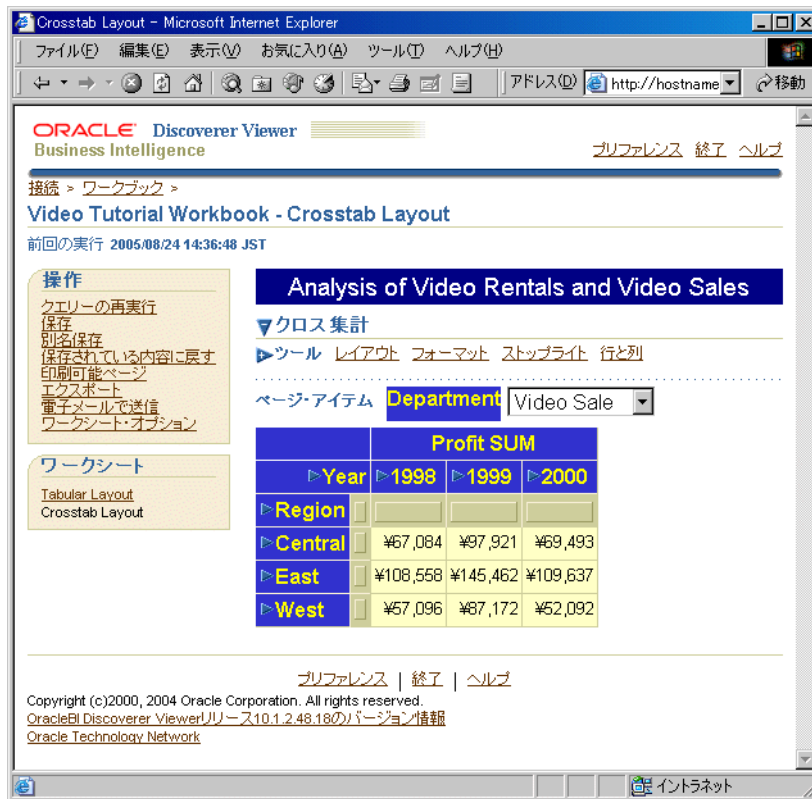 Crosstab Layout - Microsoft Internet Explorer
ファイル(F) 編集(E) 表示(V) お気に入り(A) ツール(T) ヘルプ(H)
アドレス(D) http://hostname 移動
ORACLE Discoverer Viewer
Business Intelligence
プリファレンス 終了 ヘルプ
接続 > ワークブック >
Video Tutorial Workbook - Crosstab Layout
前回の実行 2005/08/24 14:36:48 JST
操作
クエリーの再実行
保存
別名保存
保存されている内容に戻す
印刷可能ページ
エクスポート
電子メールで送信
ワークシート・オプション
ワークシート
Tabular Layout
Crosstab Layout
Analysis of Video Rentals and Video Sales
クロス集計
ツール レイアウト フォーマット ストップライト 行と列
ページ・アイテム Department Video Sale
Profit SUM
Year 1998 1999 2000
Region
Central ¥67,084 ¥97,921 ¥69,493
East ¥108,558 ¥145,462 ¥109,637
West ¥57,096 ¥87,172 ¥52,092
プリファレンス | 終了 | ヘルプ
Copyright (c)2000, 2004 Oracle Corporation. All rights reserved.
OracleBI Discoverer Viewerリリース10.1.2.48.18のバージョン情報
Oracle Technology Network
イントラネット